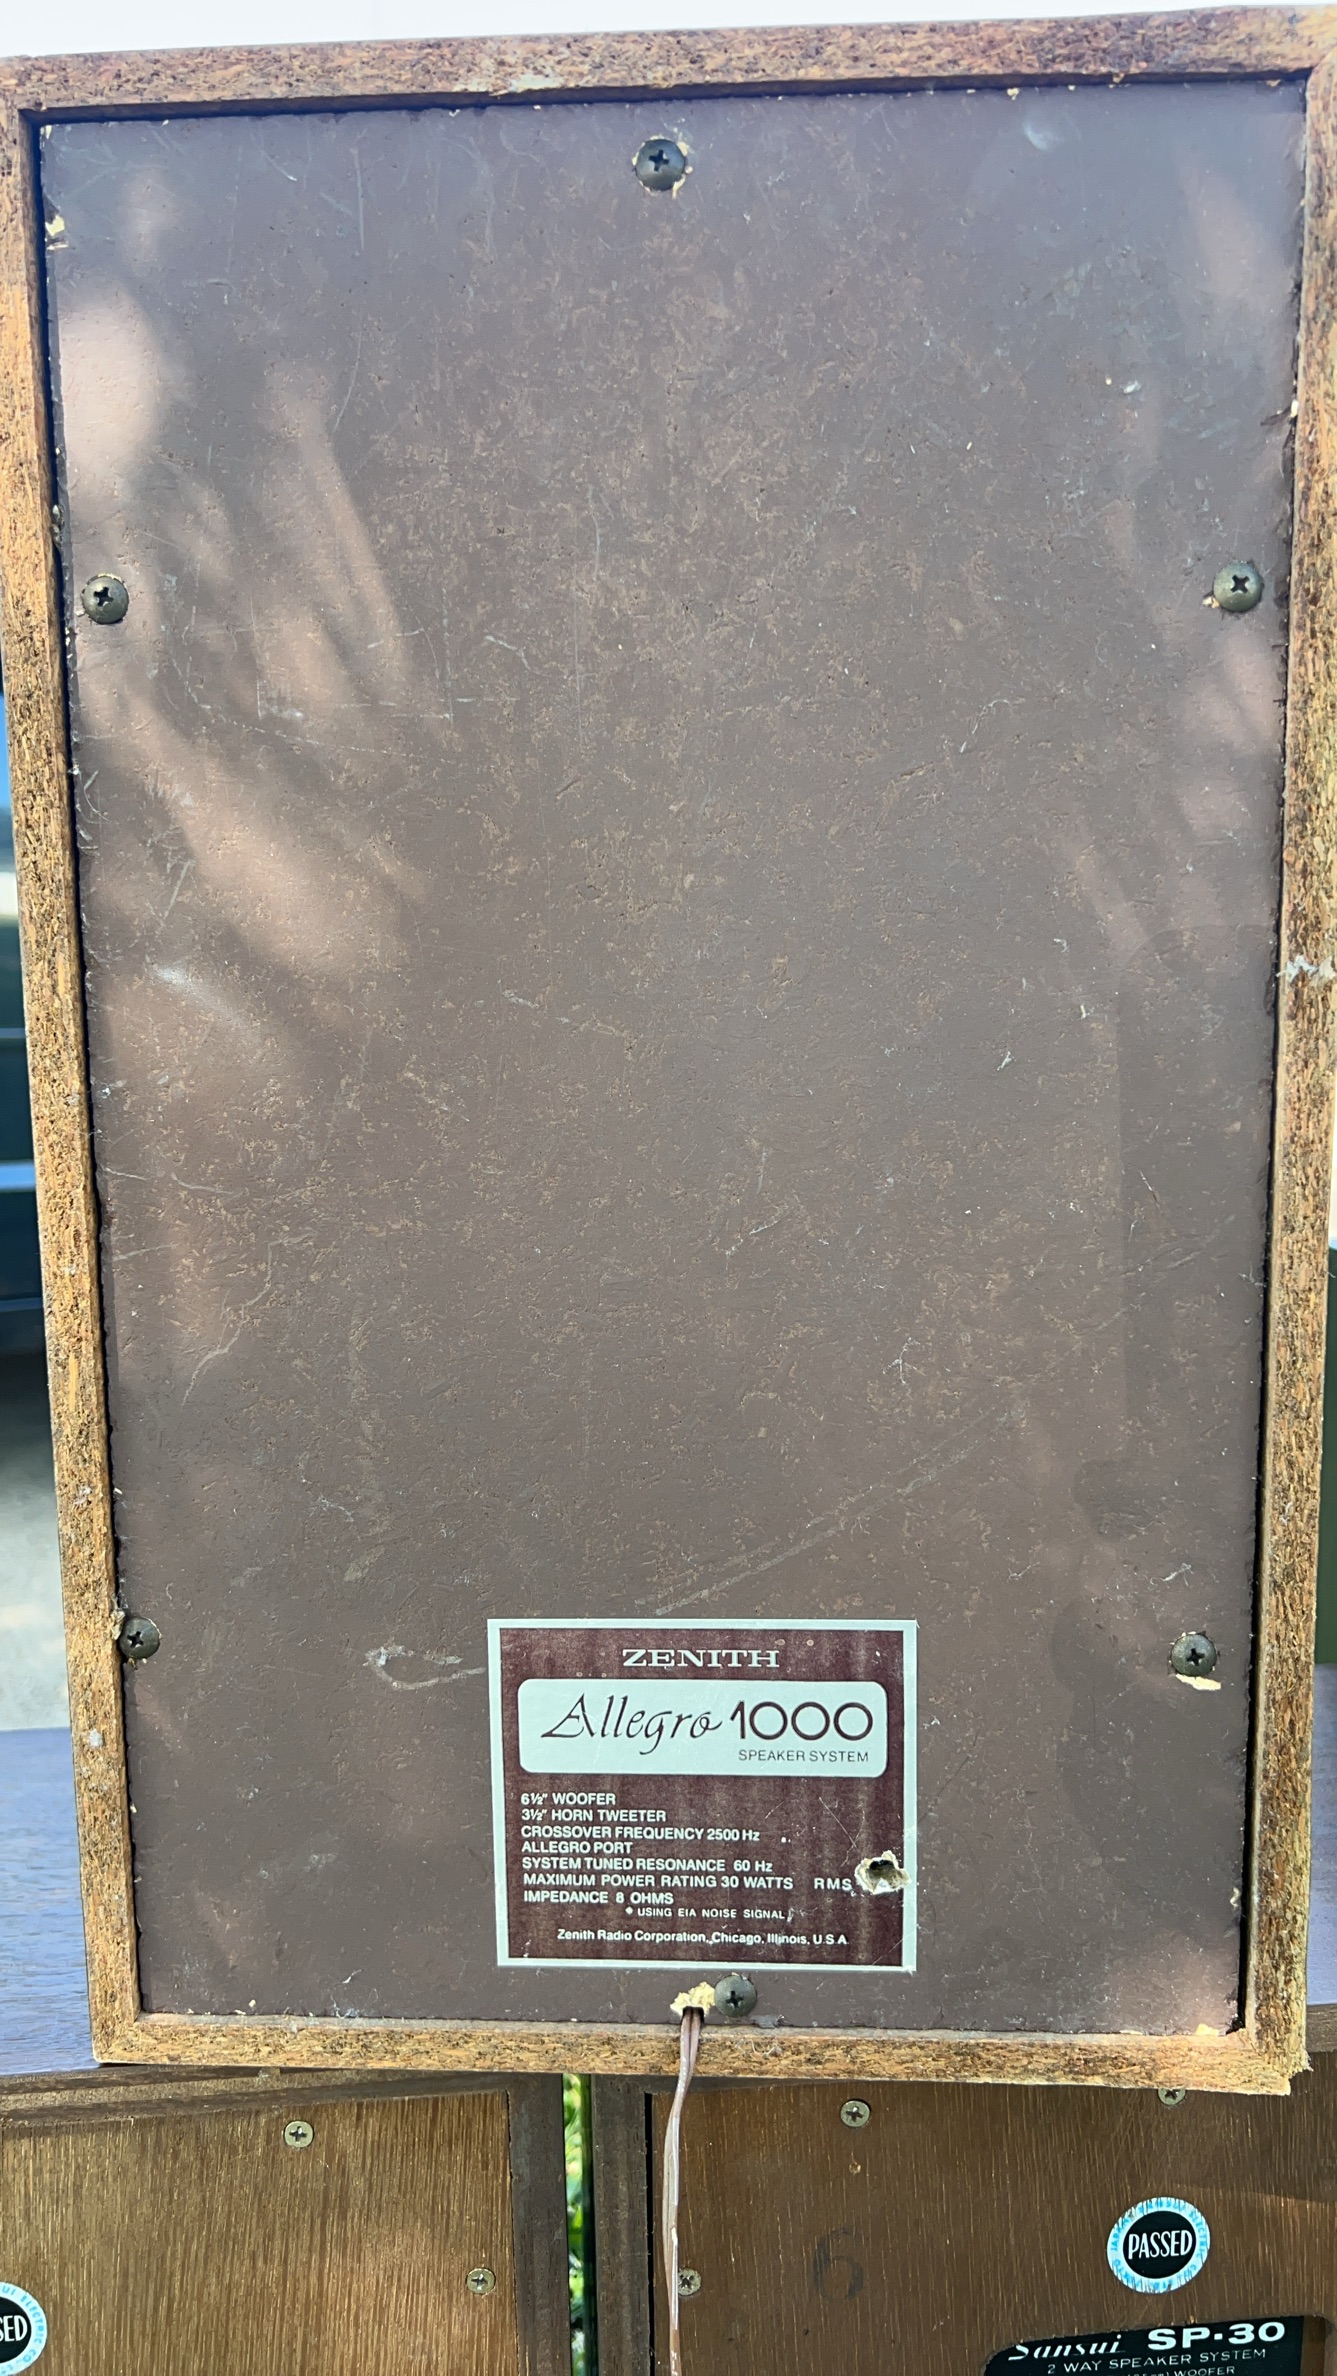 ZENITH
Allegro 1000
SPEAKER SYSTEM
6½" WOOFER
3½" HORN TWEETER
CROSSOVER FREQUENCY 2500 Hz
ALLEGRO PORT
SYSTEM TUNED RESONANCE 60 Hz
MAXIMUM POWER RATING 30 WATTS RMS
IMPEDANCE 8 OHMS
* USING EIA NOISE SIGNAL
Zenith Radio Corporation, Chicago, Illinois, U.S.A.
6
PASSED
Sansui SP-30
2 WAY SPEAKER SYSTEM
WOOFER